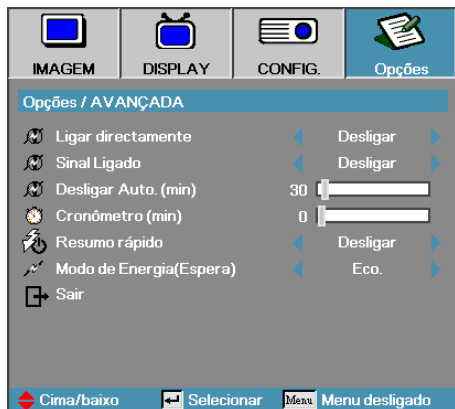 IMAGEM DISPLAY CONFIG. Opções
Opções / AVANÇADA
Ligar directamente Desligar
Sinal Ligado Desligar
Desligar Auto. (min) 30
Cronômetro (min) 0
Resumo rápido Desligar
Modo de Energia(Espera) Eco.
Sair
Cima/baixo Selecionar Menu Menu desligado